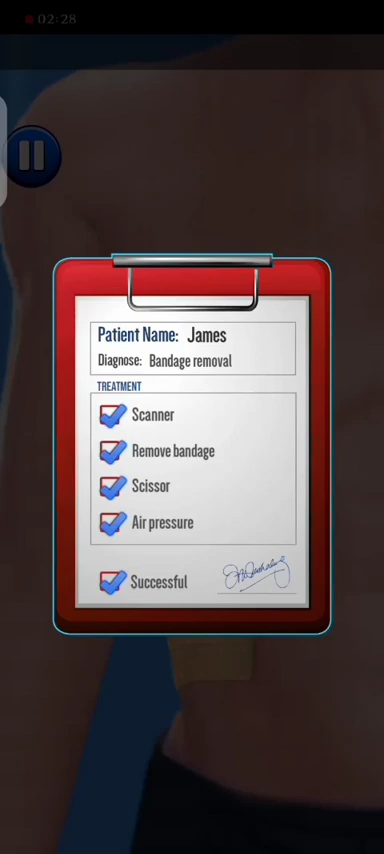 02:28
Patient Name: James
Diagnose: Bandage removal
TREATMENT
Scanner
Remove bandage
Scissor
Air pressure
Successful